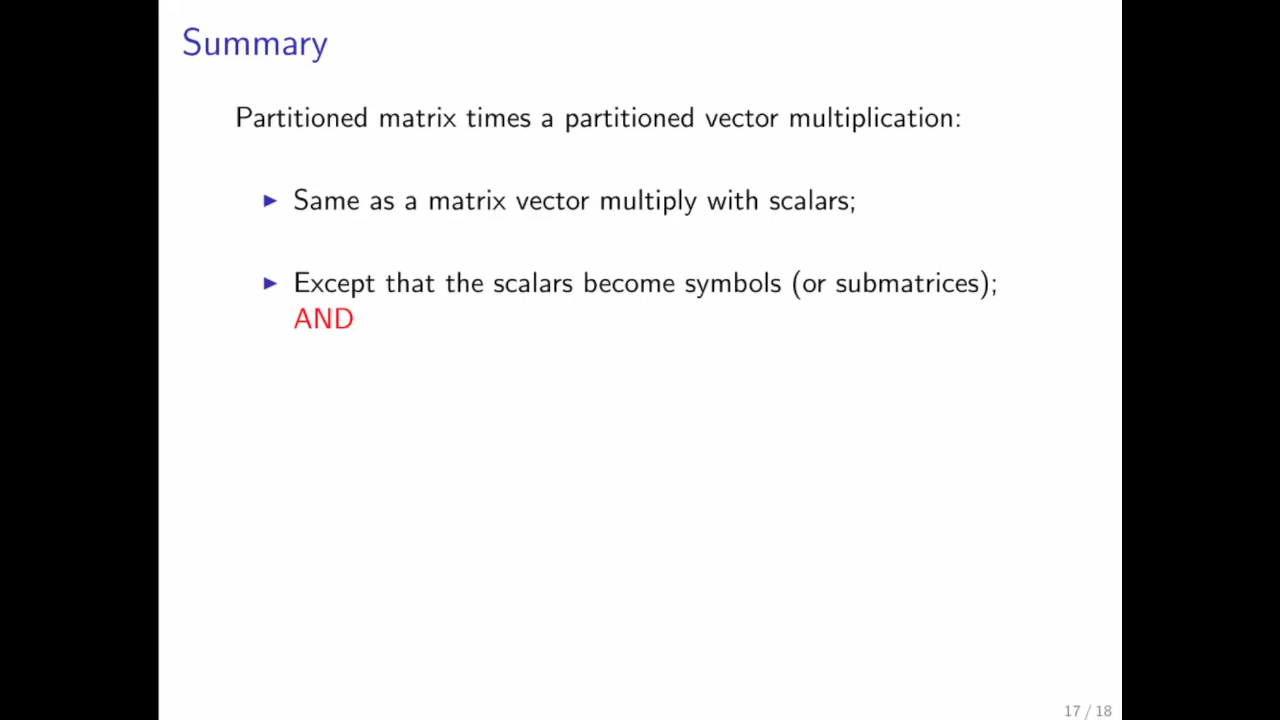 Summary
Partitioned matrix times a partitioned vector multiplication:
▶ Same as a matrix vector multiply with scalars;
▶ Except that the scalars become symbols (or submatrices);
AND
17 / 18